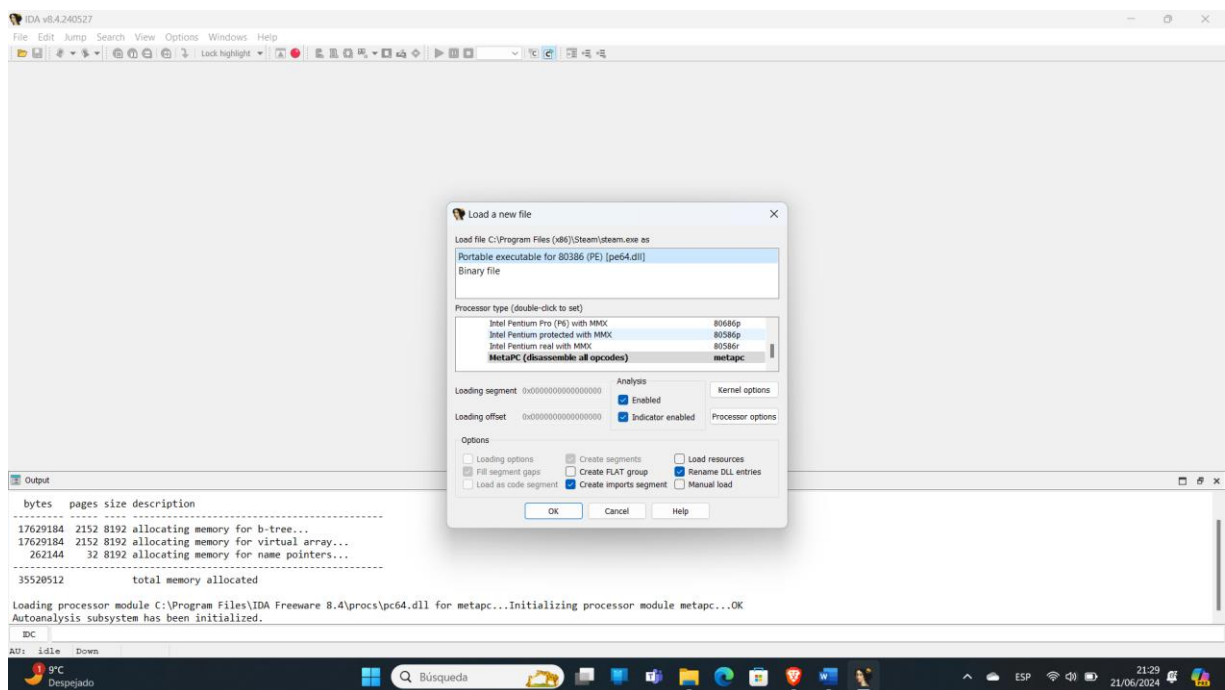 IDA v8.4.240527
File Edit Jump Search View Options Windows Help
Lock highlight
Load a new file
Load file C:\Program Files (x86)\Steam\steam.exe as
Portable executable for 80386 (PE) [pe64.dll]
Binary file
Processor type (double-click to set)
Intel Pentium Pro (P6) with MMX 80686p
Intel Pentium protected with MMX 80586p
Intel Pentium real with MMX 80586r
MetaPC (disassemble all opcodes) metapc
Analysis
Loading segment 0x0000000000000000 Enabled Kernel options
Loading offset 0x0000000000000000 Indicator enabled Processor options
Options
Loading options Create segments Load resources
Fill segment gaps Create FLAT group Rename DLL entries
Load as code segment Create imports segment Manual load
OK Cancel Help
Output
bytes pages size description
--------- ----- ---- --------------------------------------------
17629184 2152 8192 allocating memory for b-tree...
17629184 2152 8192 allocating memory for virtual array...
262144 32 8192 allocating memory for name pointers...
-----------------------------------------------------------------
35520512 total memory allocated
Loading processor module C:\Program Files\IDA Freeware 8.4\procs\pc64.dll for metapc...Initializing processor module metapc...OK
Autoanalysis subsystem has been initialized.
IDC
AU: idle Down
1
9°C
Despejado
Búsqueda
ESP
21:29
21/06/2024